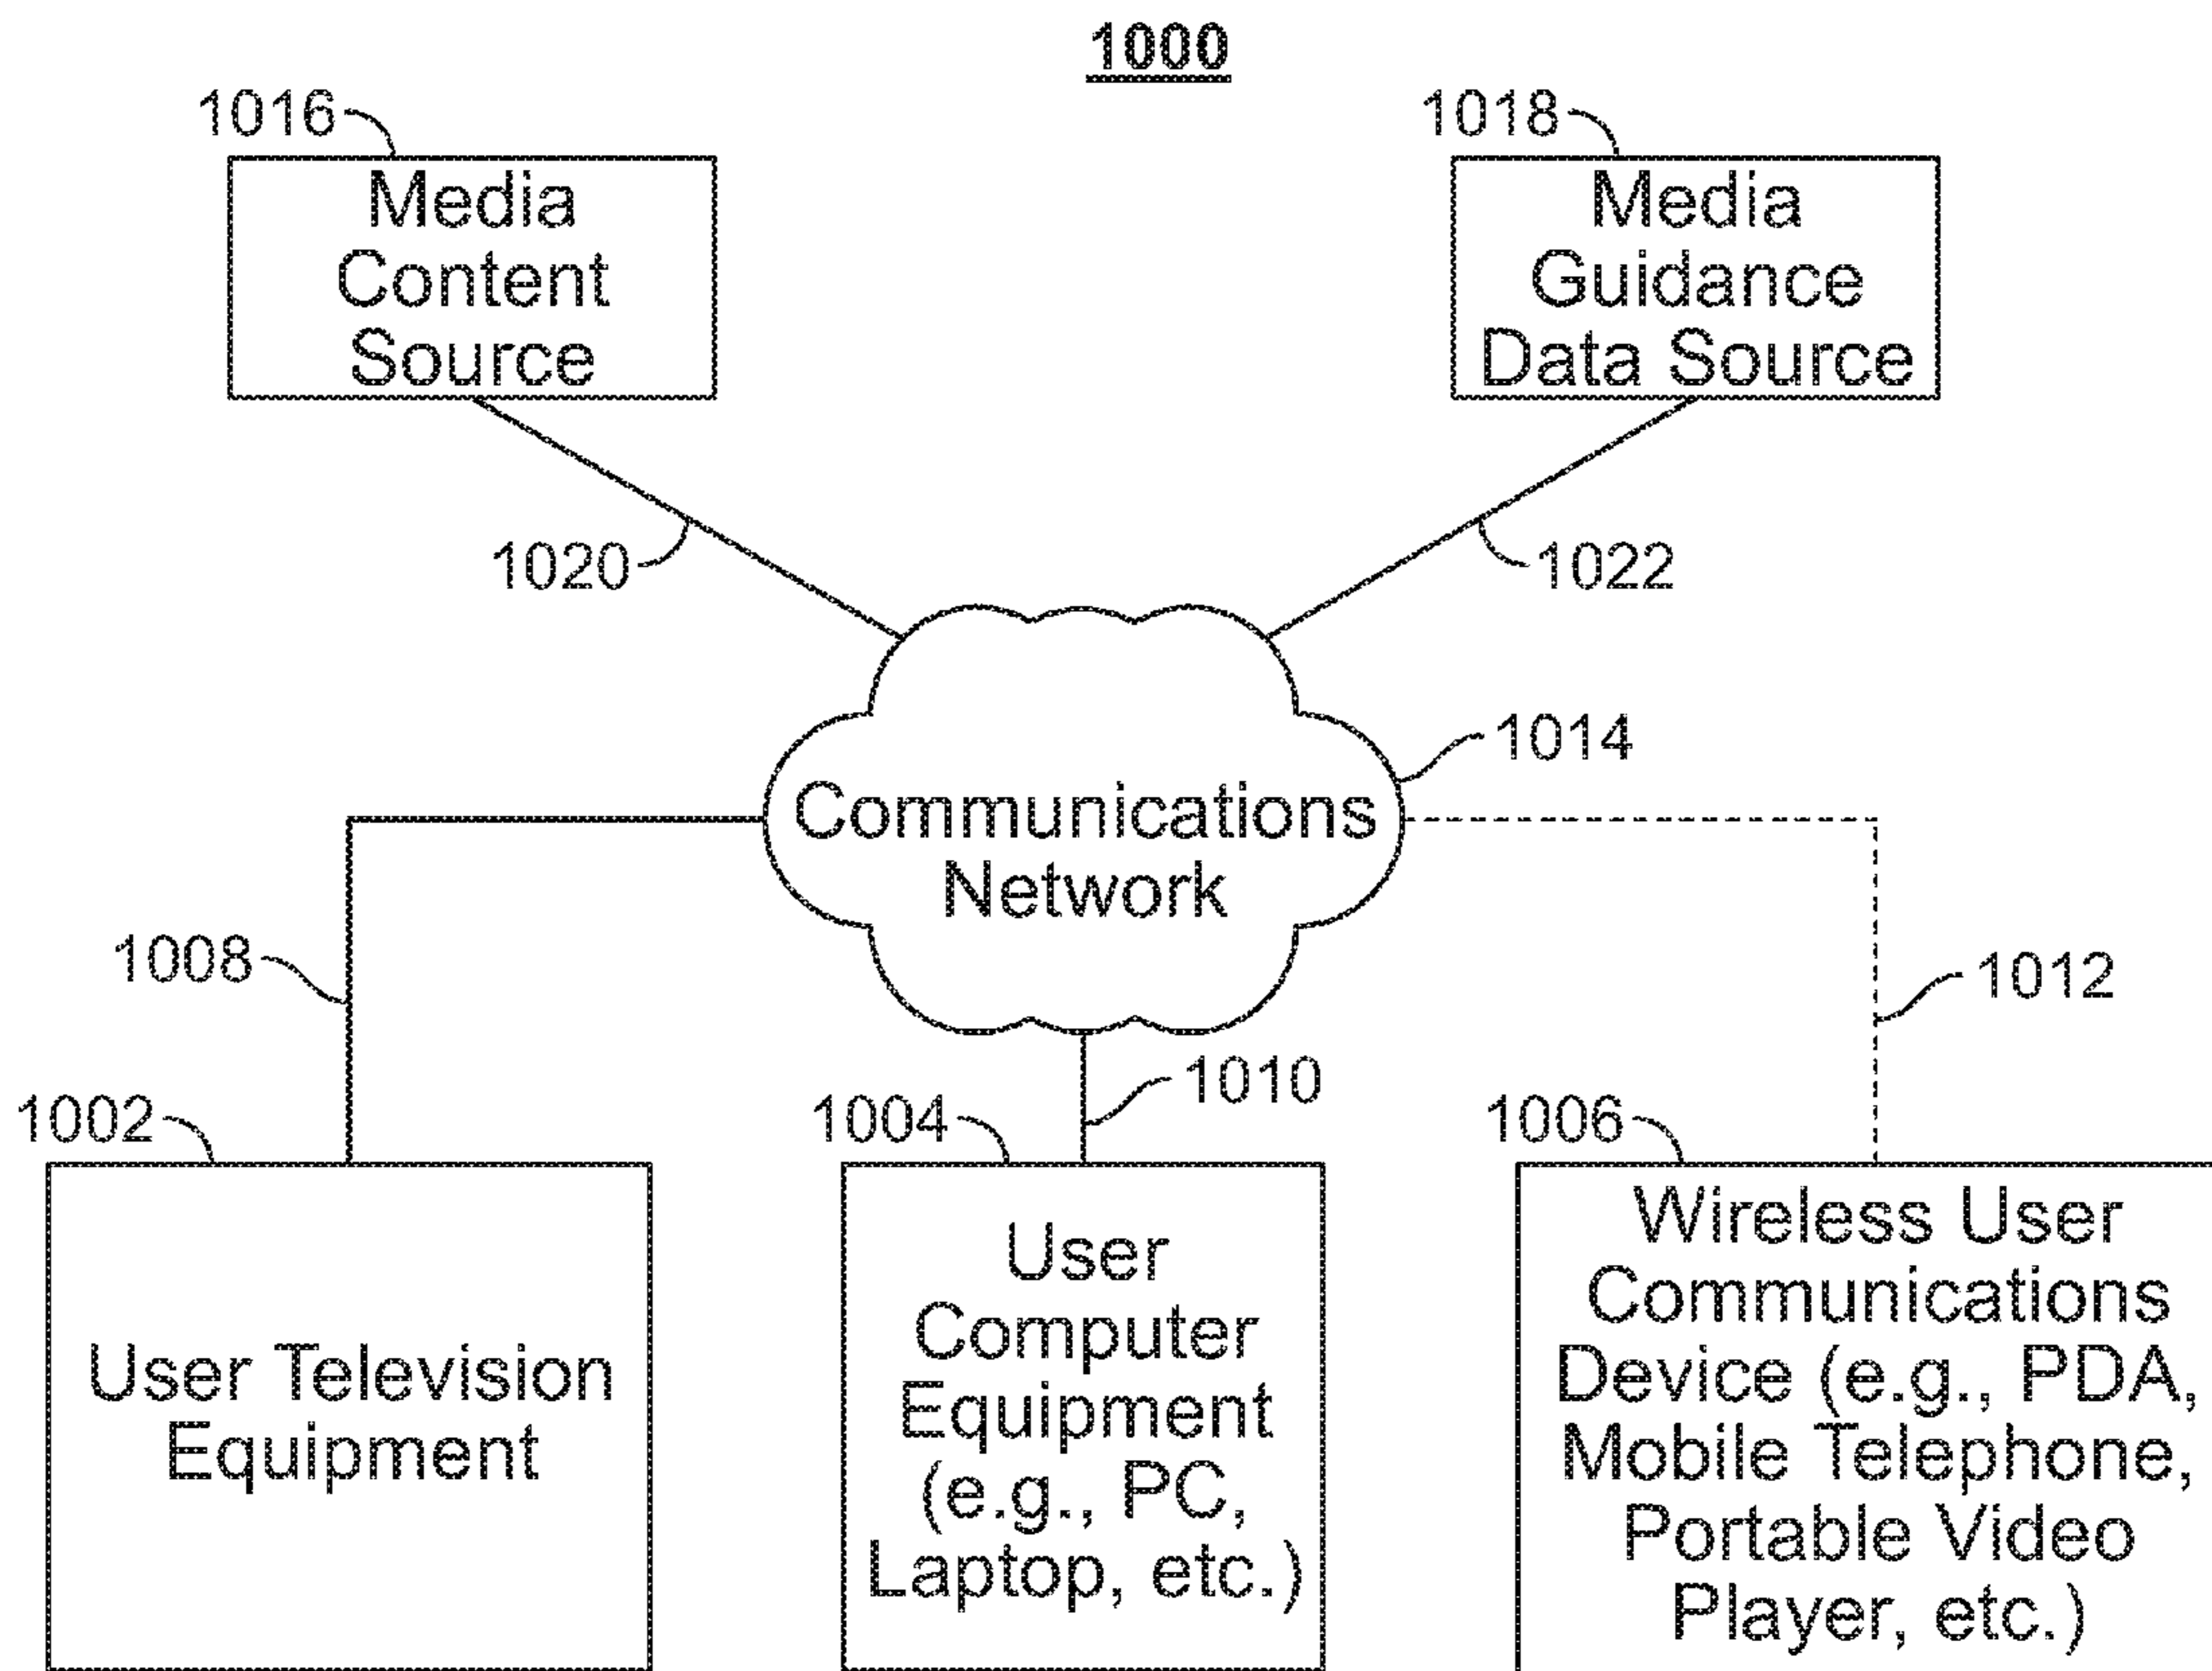 1000
1016
1018
Media
Content
Source
Media
Guidance
Data Source
1020
1022
1014
Communications
Network
1008
1012
1010
1002
1004
1006
User Television
Equipment
User
Computer
Equipment
(e.g., PC,
Laptop, etc.)
Wireless User
Communications
Device (e.g., PDA,
Mobile Telephone,
Portable Video
Player, etc.)